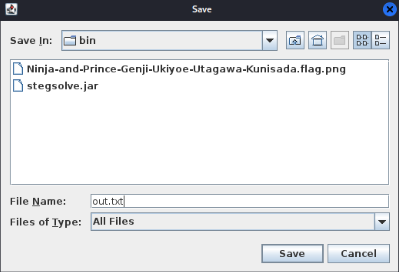 Save
Save In: bin
Ninja-and-Prince-Genji-Ukiyoe-Utagawa-Kunisada.flag.png
stegsolve.jar
File Name: out.txt
Files of Type: All Files
Save Cancel